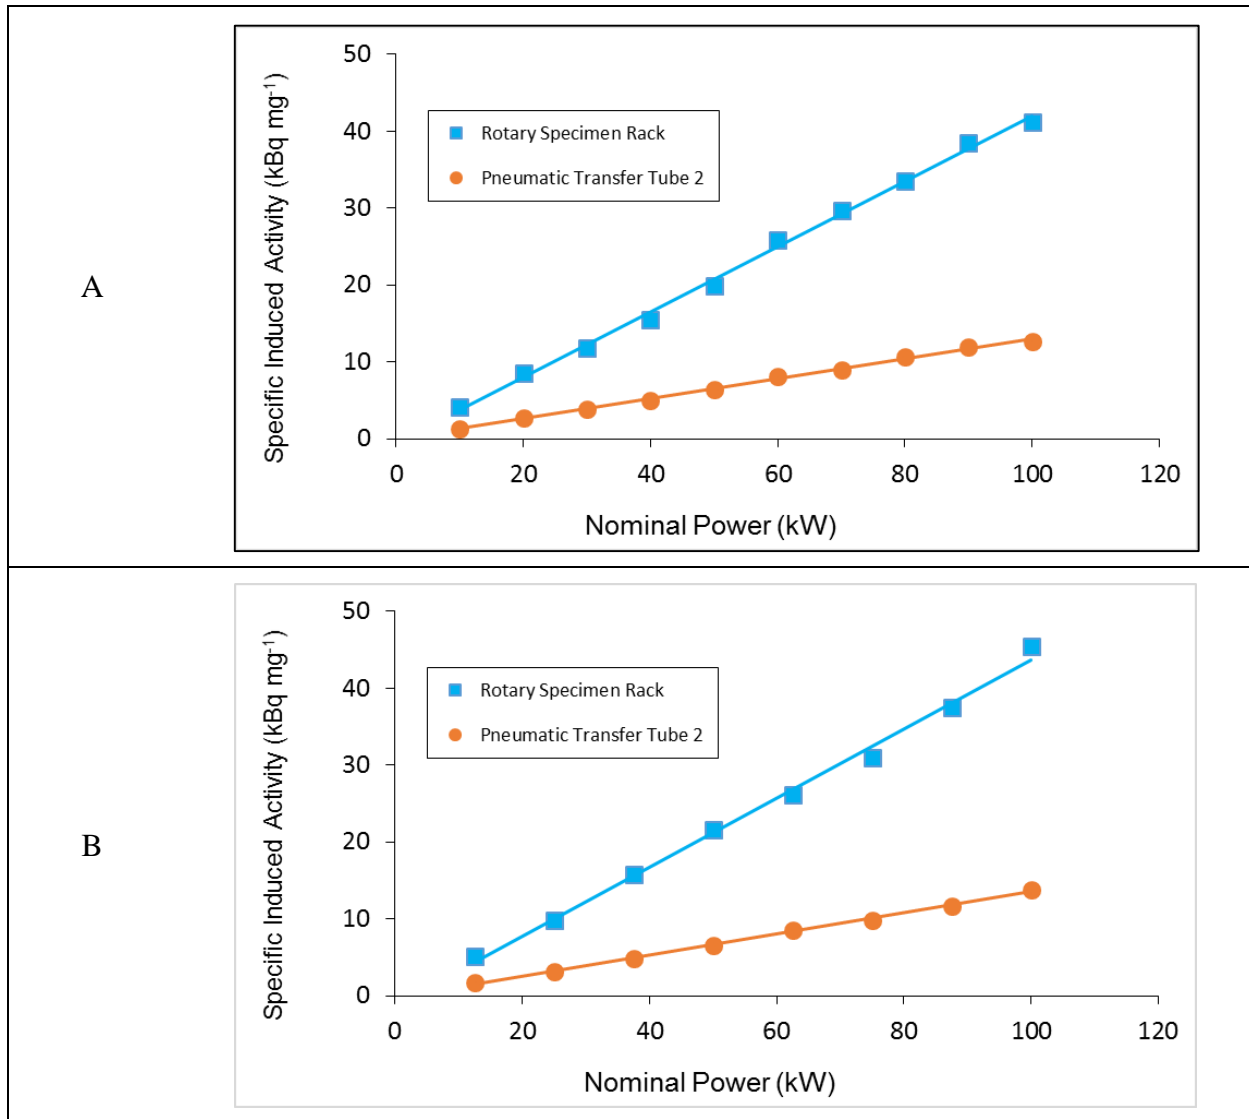 A
50
40
30
20
10
0
Specific Induced Activity (kBq mg⁻¹)
Rotary Specimen Rack
Pneumatic Transfer Tube 2
0 20 40 60 80 100 120
Nominal Power (kW)
B
50
40
30
20
10
0
Specific Induced Activity (kBq mg⁻¹)
Rotary Specimen Rack
Pneumatic Transfer Tube 2
0 20 40 60 80 100 120
Nominal Power (kW)